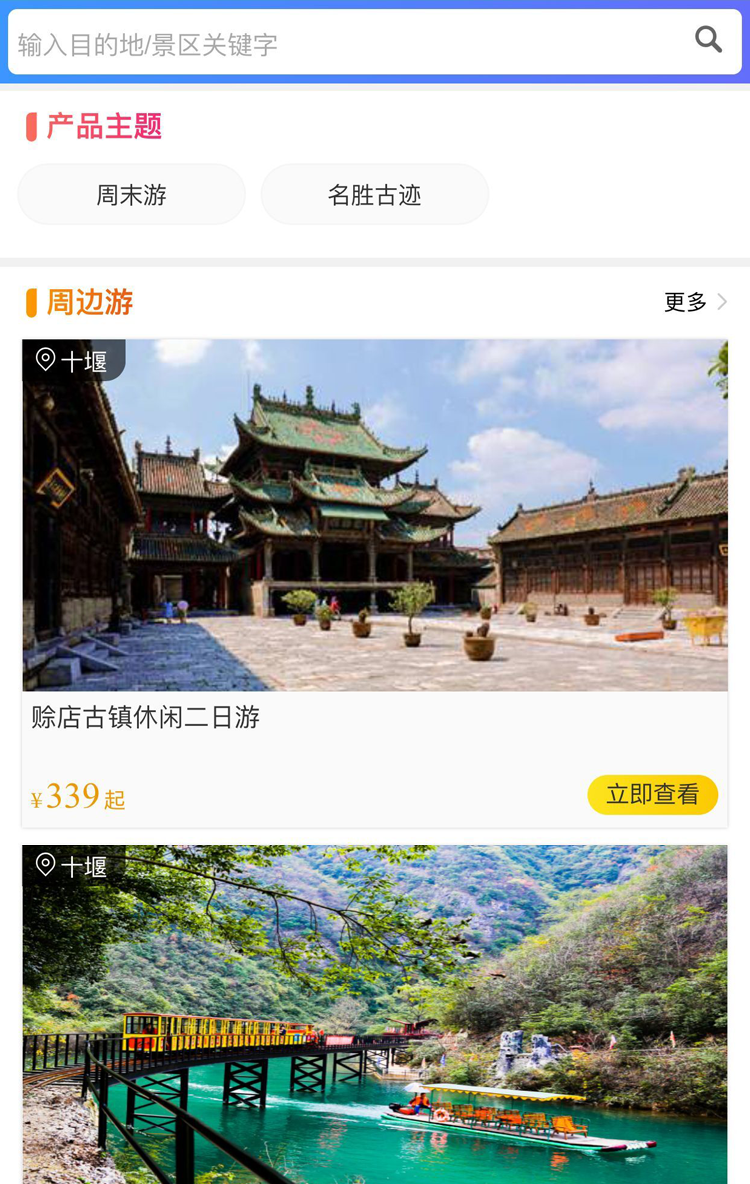 输入目的地/景区关键字
产品主题
周末游
名胜古迹
周边游
更多
十堰
赊店古镇休闲二日游
¥339起
立即查看
十堰